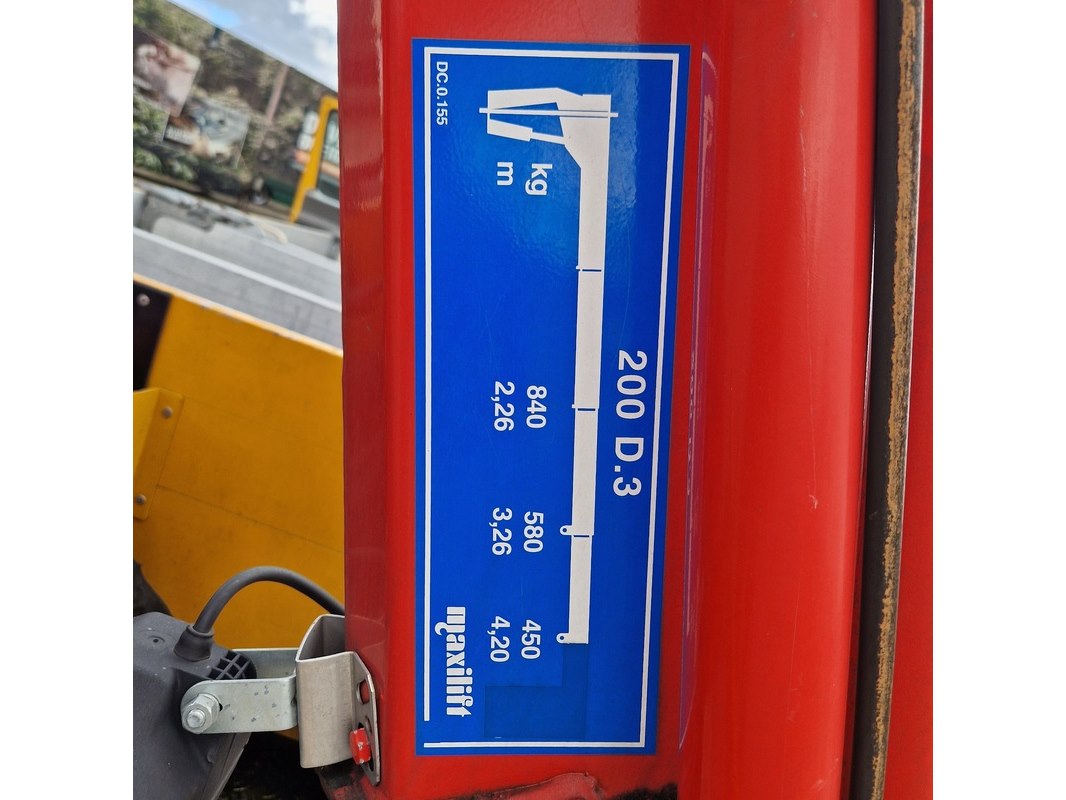 200 D.3
kg 840 580 450
m 2,26 3,26 4,20
DC.0.155
maxilift